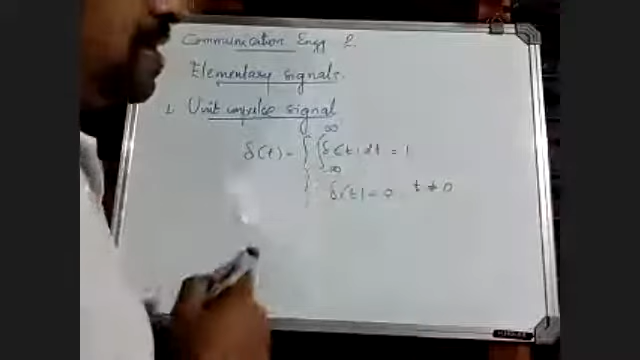 Communication Engg 2.
Elementary signals.
1. Unit impulse signal
δ(t) = { ∫_{-∞}^{∞} δ(t) dt = 1
δ(t) = 0, t ≠ 0